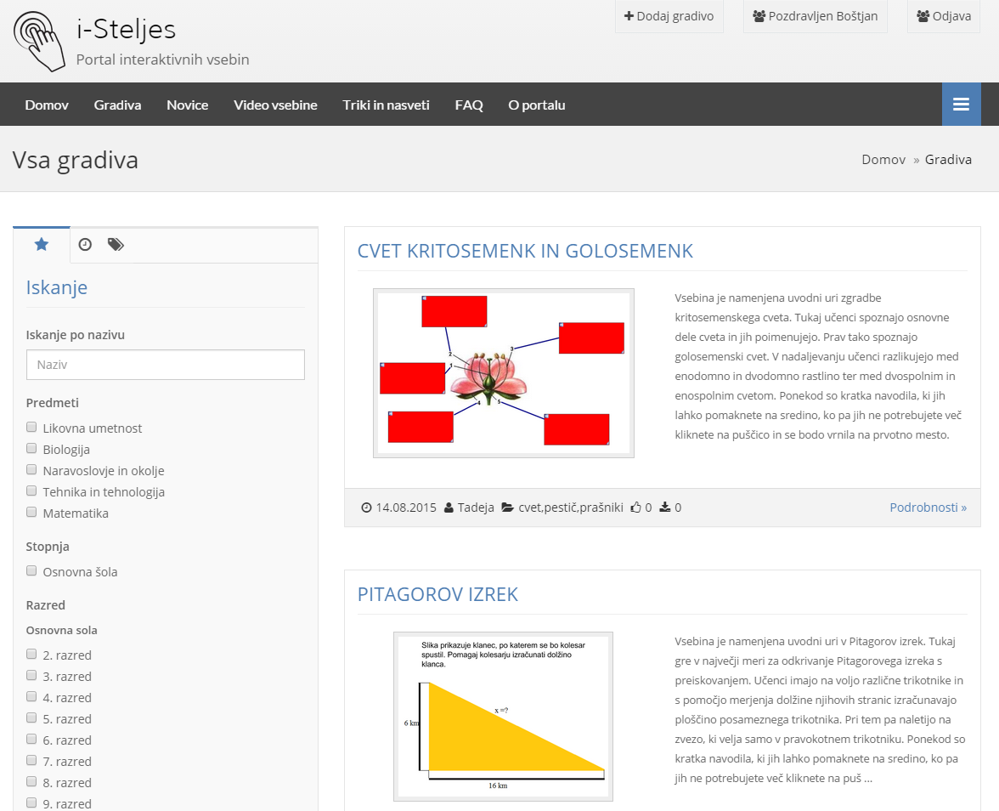 i-Steljes
Portal interaktivnih vsebin
Dodaj gradivo
Pozdravljen Boštjan
Odjava
Domov
Gradiva
Novice
Video vsebine
Triki in nasveti
FAQ
O portalu
Vsa gradiva
Domov » Gradiva
Iskanje
Iskanje po nazivu
Naziv
Predmeti
Likovna umetnost
Biologija
Naravoslovje in okolje
Tehnika in tehnologija
Matematika
Stopnja
Osnovna šola
Razred
Osnovna sola
2. razred
3. razred
4. razred
5. razred
6. razred
7. razred
8. razred
9. razred
CVET KRITOSEMENK IN GOLOSEMENK
2
3
1
4
5
Vsebina je namenjena uvodni uri zgradbe
kritosemenskega cveta. Tukaj učenci spoznajo osnovne
dele cveta in jih poimenujejo. Prav tako spoznajo
golosemenski cvet. V nadaljevanju učenci razlikujejo med
enodomno in dvodomno rastlino ter med dvospolnim in
enospolnim cvetom. Ponekod so kratka navodila, ki jih
lahko pomaknete na sredino, ko pa jih ne potrebujete več
kliknete na puščico in se bodo vrnila na prvotno mesto.
14.08.2015 Tadeja cvet,pestič,prašniki 0 0
Podrobnosti »
PITAGOROV IZREK
Slika prikazuje klanec, po katerem se bo kolesar
spustil. Pomagaj kolesarju izračunati dolžino
klanca.
x =?
6 km
16 km
Vsebina je namenjena uvodni uri v Pitagorov izrek. Tukaj
gre v največji meri za odkrivanje Pitagorovega izreka s
preiskovanjem. Učenci imajo na voljo različne trikotnike in
s pomočjo merjenja dolžine njihovih stranic izračunavajo
ploščino posameznega trikotnika. Pri tem pa naletijo na
zvezo, ki velja samo v pravokotnem trikotniku. Ponekod so
kratka navodila, ki jih lahko pomaknete na sredino, ko pa
jih ne potrebujete več kliknete na puš ...